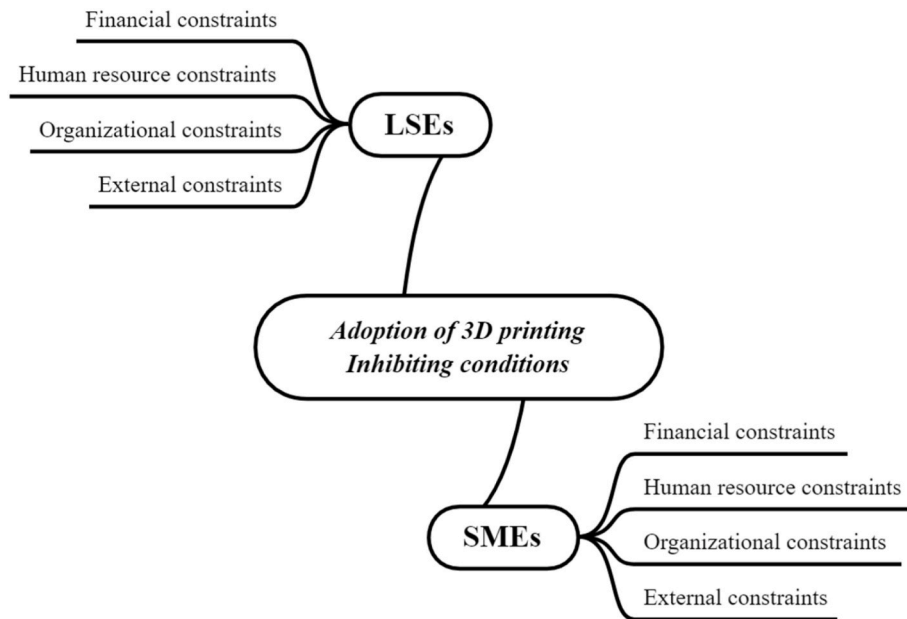 Financial constraints
Human resource constraints
Organizational constraints
External constraints
LSEs
Adoption of 3D printing
Inhibiting conditions
SMEs
Financial constraints
Human resource constraints
Organizational constraints
External constraints